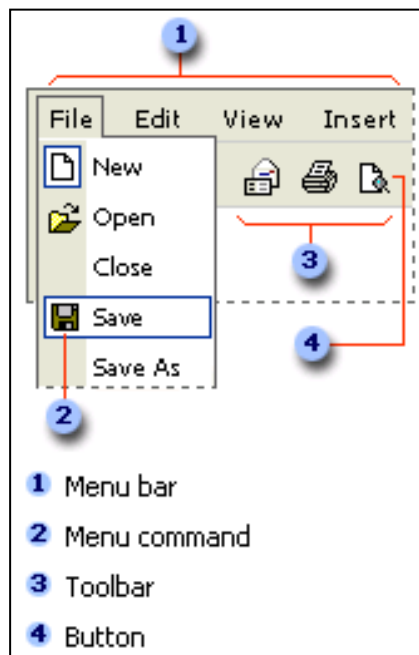 1
File Edit View Insert
New
Open
3
Close
Save
4
Save As
2
1 Menu bar
2 Menu command
3 Toolbar
4 Button